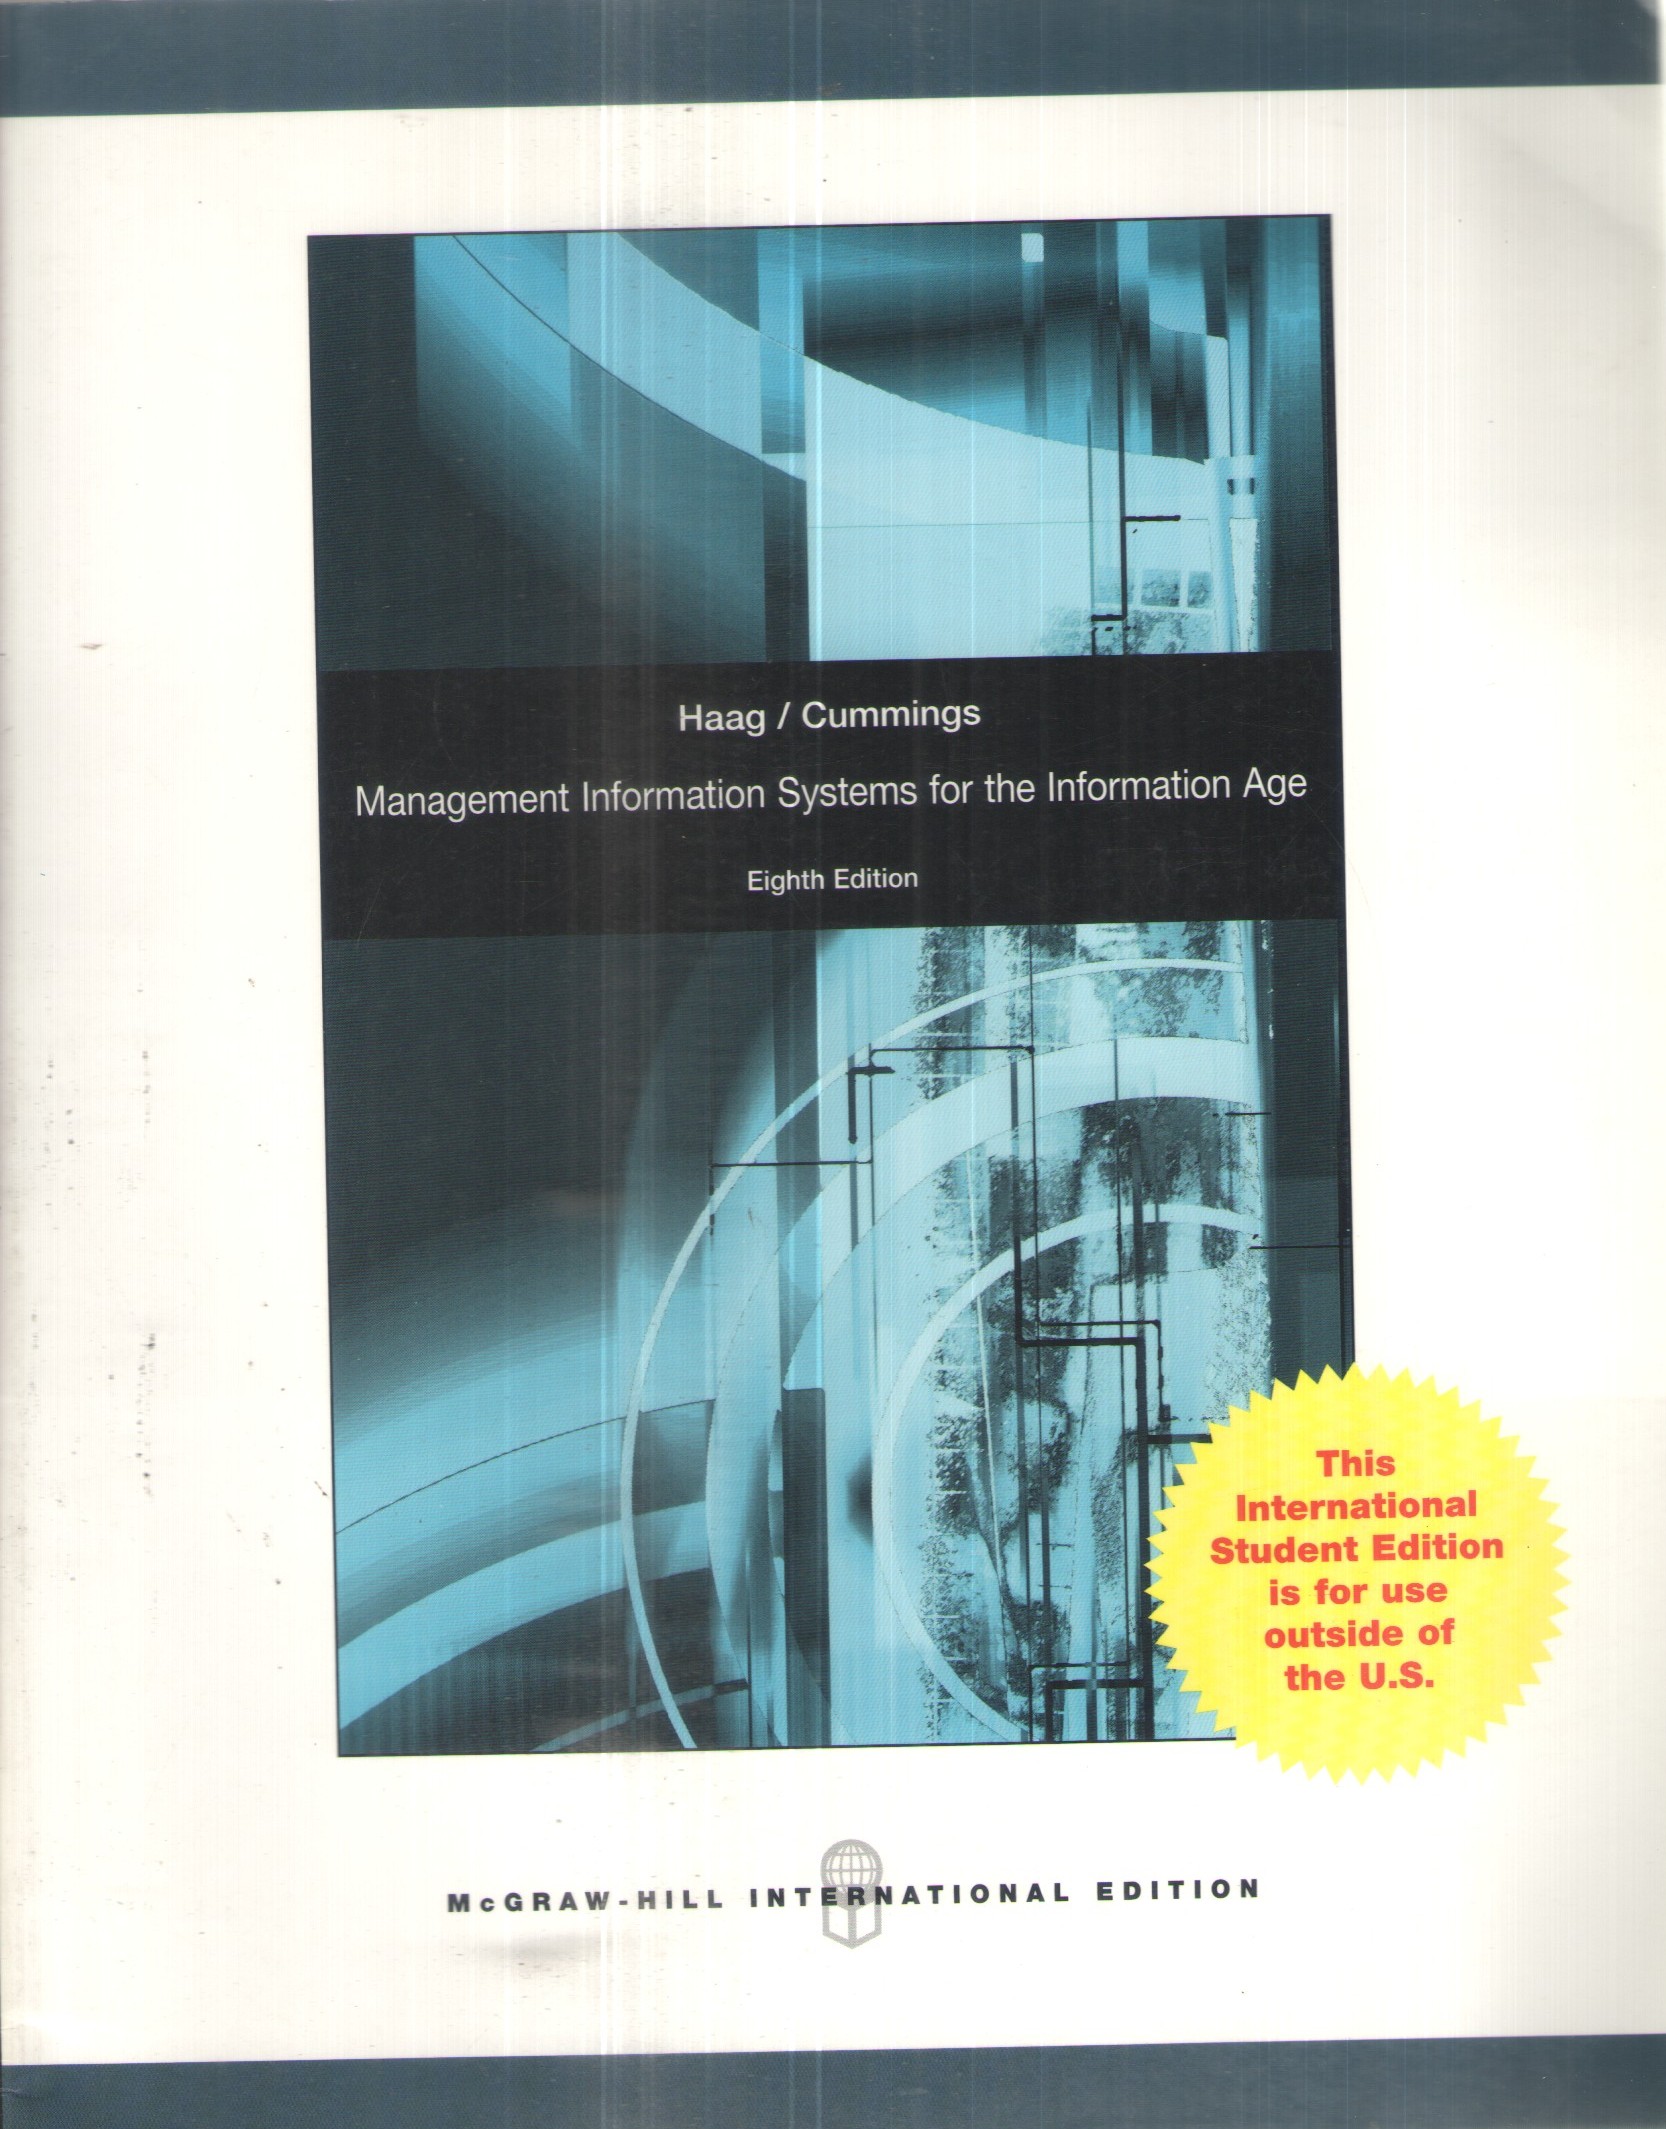 Haag / Cummings
Management Information Systems for the Information Age
Eighth Edition
This
International
Student Edition
is for use
outside of
the U.S.
McGRAW-HILL INTERNATIONAL EDITION